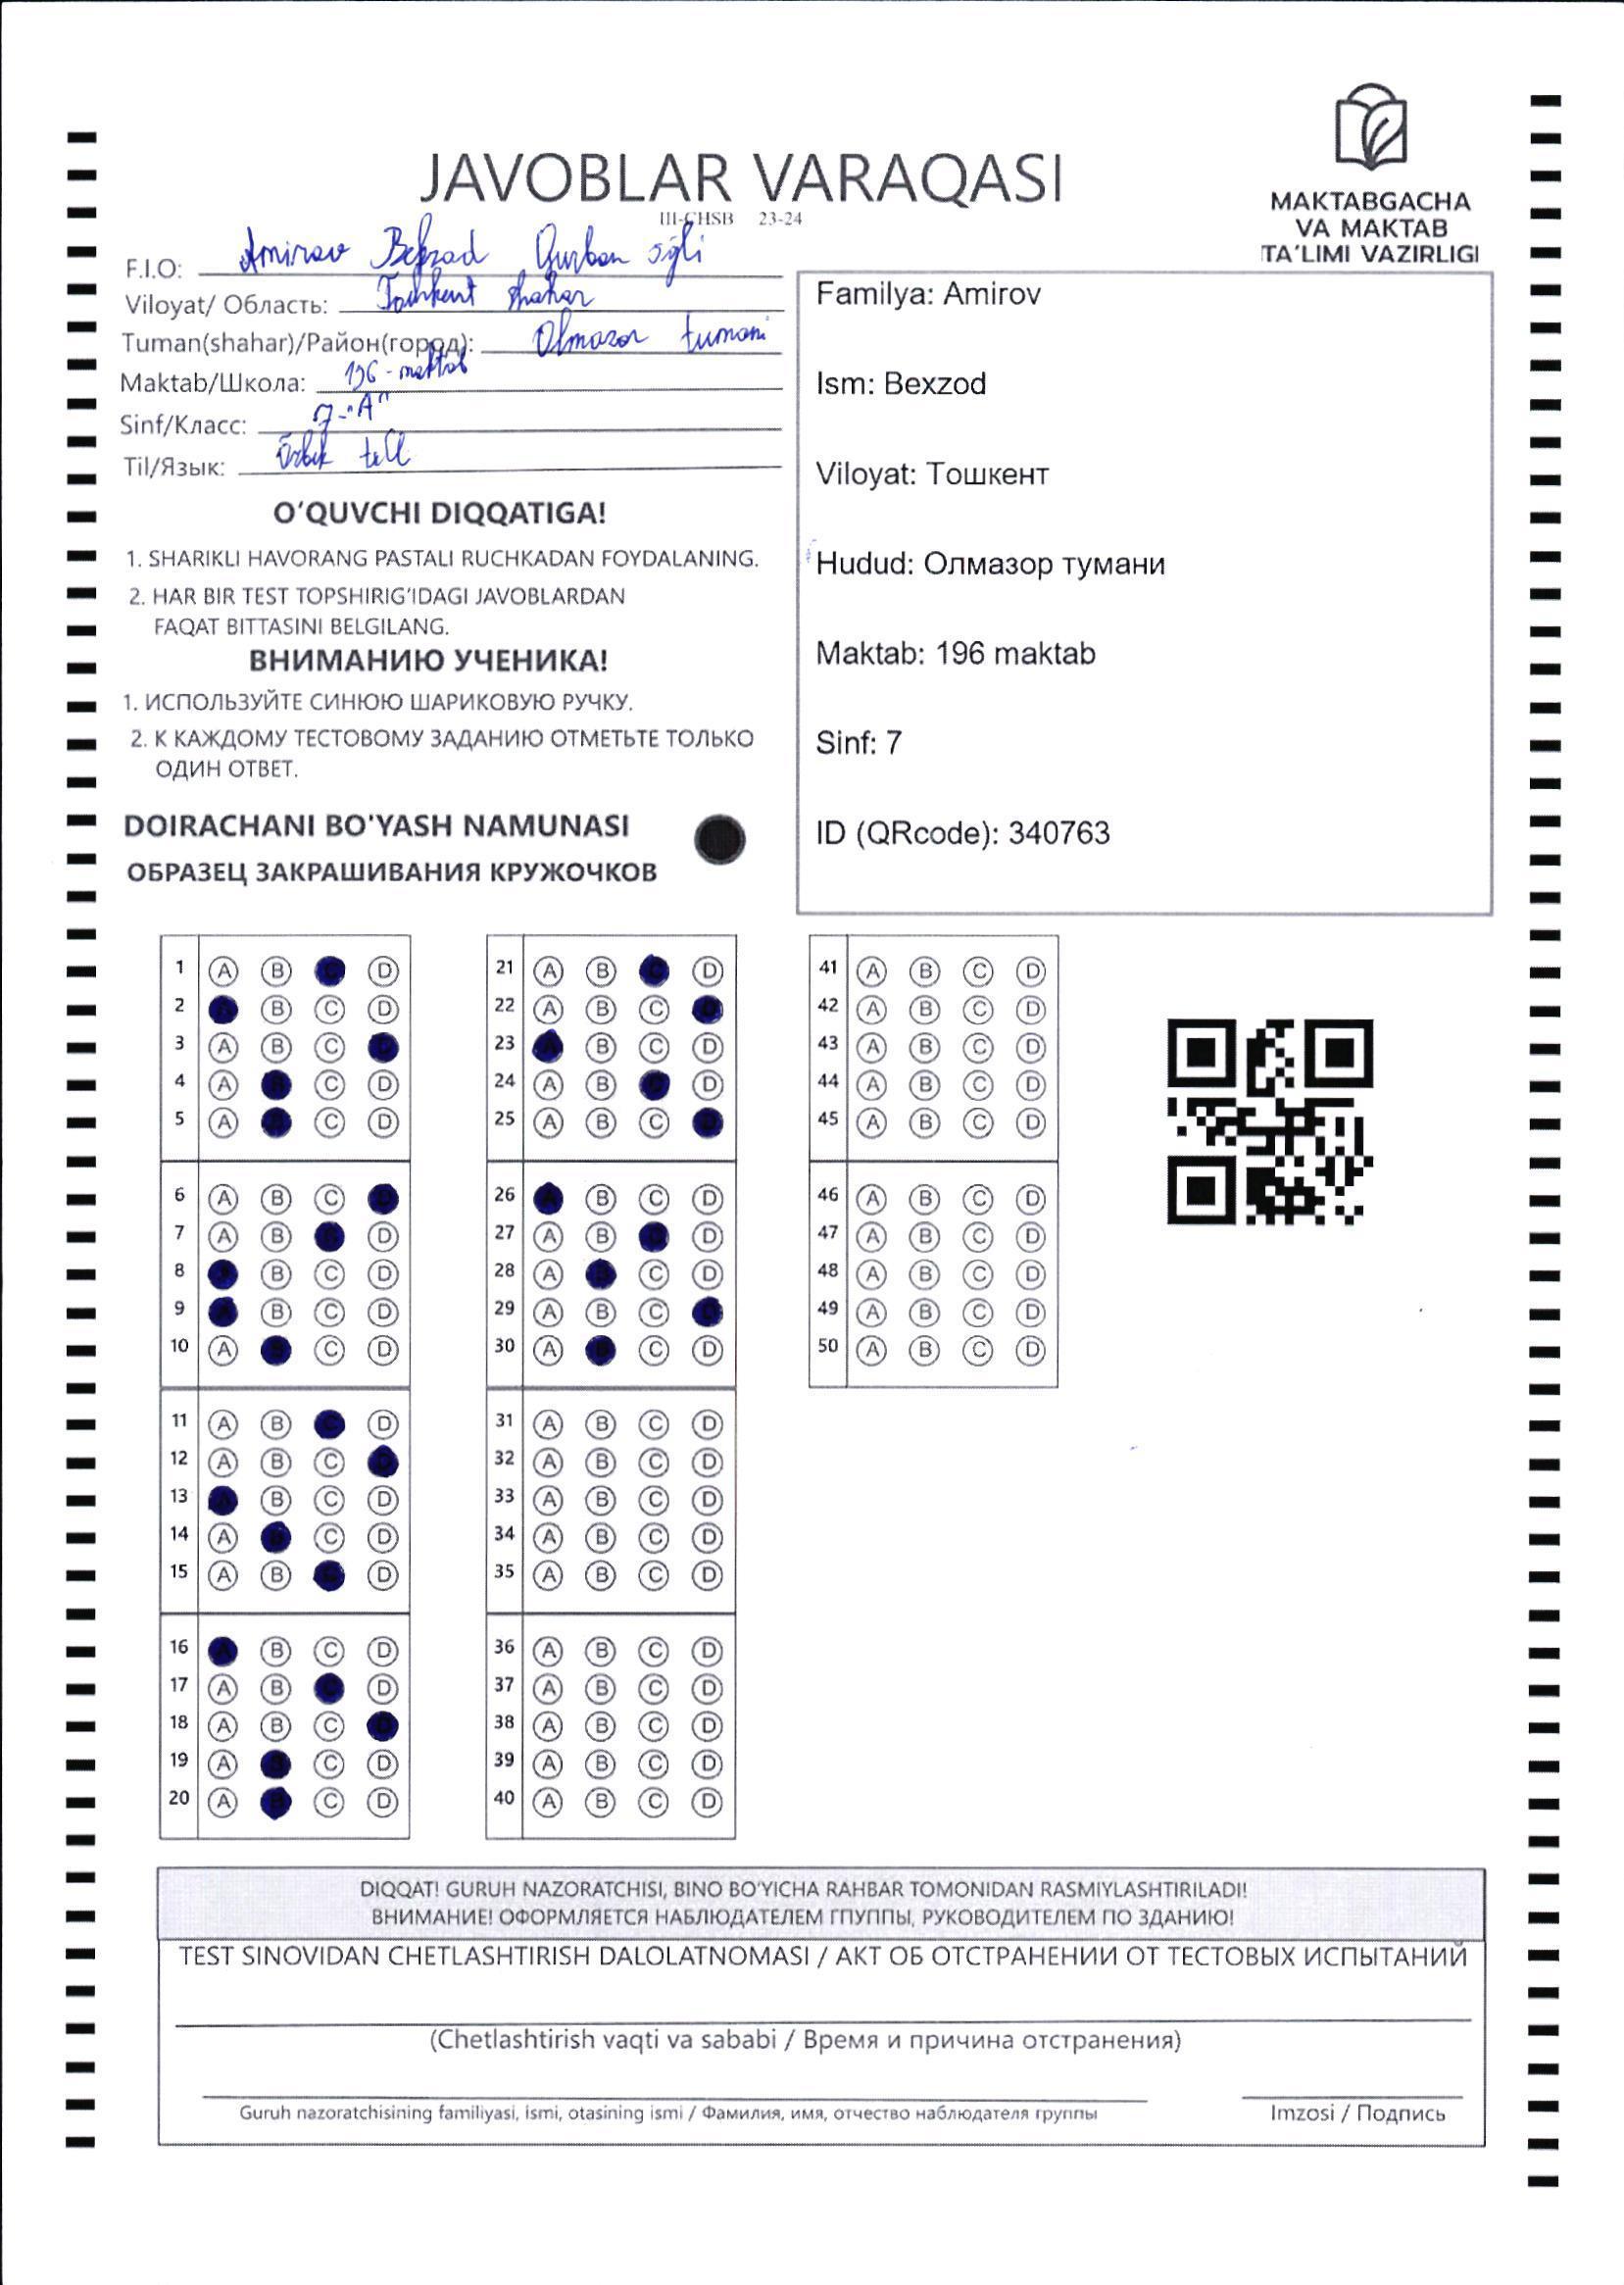 JAVOBLAR VARAQASI
III-CHSB 23-24
MAKTABGACHA
VA MAKTAB
TA'LIMI VAZIRLIGI
F.I.O: Amirov Behzod Qurbon o'g'li
Viloyat/ Область: Toshkent shahar
Tuman(shahar)/Район(город): Olmazor tumani
Maktab/Школа: 196-maktab
Sinf/Класс: 7-"A"
Til/Язык: O'zbek
Familya: Amirov
Ism: Bexzod
Viloyat: Тошкент
Hudud: Олмазор тумани
Maktab: 196 maktab
Sinf: 7
ID (QRcode): 340763
O'QUVCHI DIQQATIGA!
1. SHARIKLI HAVORANG PASTALI RUCHKADAN FOYDALANING.
2. HAR BIR TEST TOPSHIRIG'IDAGI JAVOBLARDAN
FAQAT BITTASINI BELGILANG.
ВНИМАНИЮ УЧЕНИКА!
1. ИСПОЛЬЗУЙТЕ СИНЮЮ ШАРИКОВУЮ РУЧКУ.
2. К КАЖДОМУ ТЕСТОВОМУ ЗАДАНИЮ ОТМЕТЬТЕ ТОЛЬКО
ОДИН ОТВЕТ.
DOIRACHANI BO'YASH NAMUNASI
ОБРАЗЕЦ ЗАКРАШИВАНИЯ КРУЖОЧКОВ
1 A B C D
2 A B C D
3 A B C D
4 A B C D
5 A B C D
6 A B C D
7 A B C D
8 A B C D
9 A B C D
10 A B C D
11 A B C D
12 A B C D
13 A B C D
14 A B C D
15 A B C D
16 A B C D
17 A B C D
18 A B C D
19 A B C D
20 A B C D
21 A B C D
22 A B C D
23 A B C D
24 A B C D
25 A B C D
26 A B C D
27 A B C D
28 A B C D
29 A B C D
30 A B C D
31 A B C D
32 A B C D
33 A B C D
34 A B C D
35 A B C D
36 A B C D
37 A B C D
38 A B C D
39 A B C D
40 A B C D
41 A B C D
42 A B C D
43 A B C D
44 A B C D
45 A B C D
46 A B C D
47 A B C D
48 A B C D
49 A B C D
50 A B C D
DIQQAT! GURUH NAZORATCHISI, BINO BO'YICHA RAHBAR TOMONIDAN RASMIYLASHTIRILADI!
ВНИМАНИЕ! ОФОРМЛЯЕТСЯ НАБЛЮДАТЕЛЕМ ГПУППЫ, РУКОВОДИТЕЛЕМ ПО ЗДАНИЮ!
TEST SINOVIDAN CHETLASHTIRISH DALOLATNOMASI / АКТ ОБ ОТСТРАНЕНИИ ОТ ТЕСТОВЫХ ИСПЫТАНИЙ
(Chetlashtirish vaqti va sababi / Время и причина отстранения)
Guruh nazoratchisining familiyasi, ismi, otasining ismi / Фамилия, имя, отчество наблюдателя группы
Imzosi / Подпись